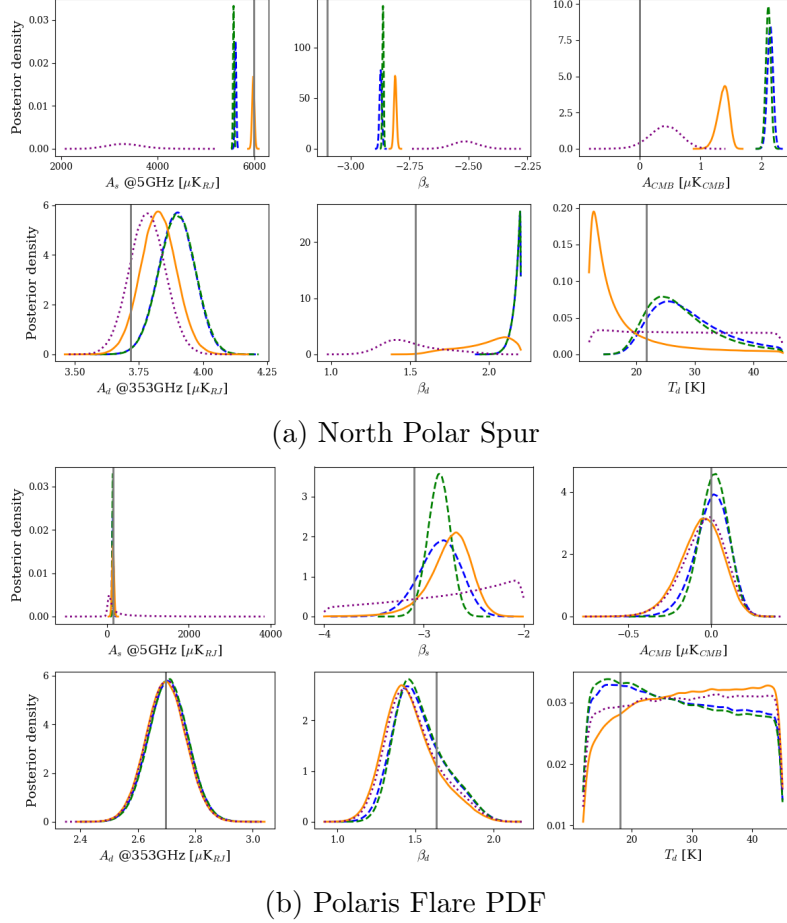 0.03
0.02
0.01
0.00
Posterior density
2000 4000 6000
A_s @5GHz [μK_RJ]
100
50
0
−3.00 −2.75 −2.50 −2.25
β_s
10.0
7.5
5.0
2.5
0.0
0 1 2
A_CMB [μK_CMB]
6
4
2
0
Posterior density
3.50 3.75 4.00 4.25
A_d @353GHz [μK_RJ]
20
10
0
1.0 1.5 2.0
β_d
0.20
0.15
0.10
0.05
0.00
20 30 40
T_d [K]
(a) North Polar Spur
0.03
0.02
0.01
0.00
Posterior density
0 2000 4000
A_s @5GHz [μK_RJ]
3
2
1
0
−4 −3 −2
β_s
4
2
0
−0.5 0.0
A_CMB [μK_CMB]
6
4
2
0
Posterior density
2.4 2.6 2.8 3.0
A_d @353GHz [μK_RJ]
2
1
0
1.0 1.5 2.0
β_d
0.03
0.02
0.01
20 30 40
T_d [K]
(b) Polaris Flare PDF